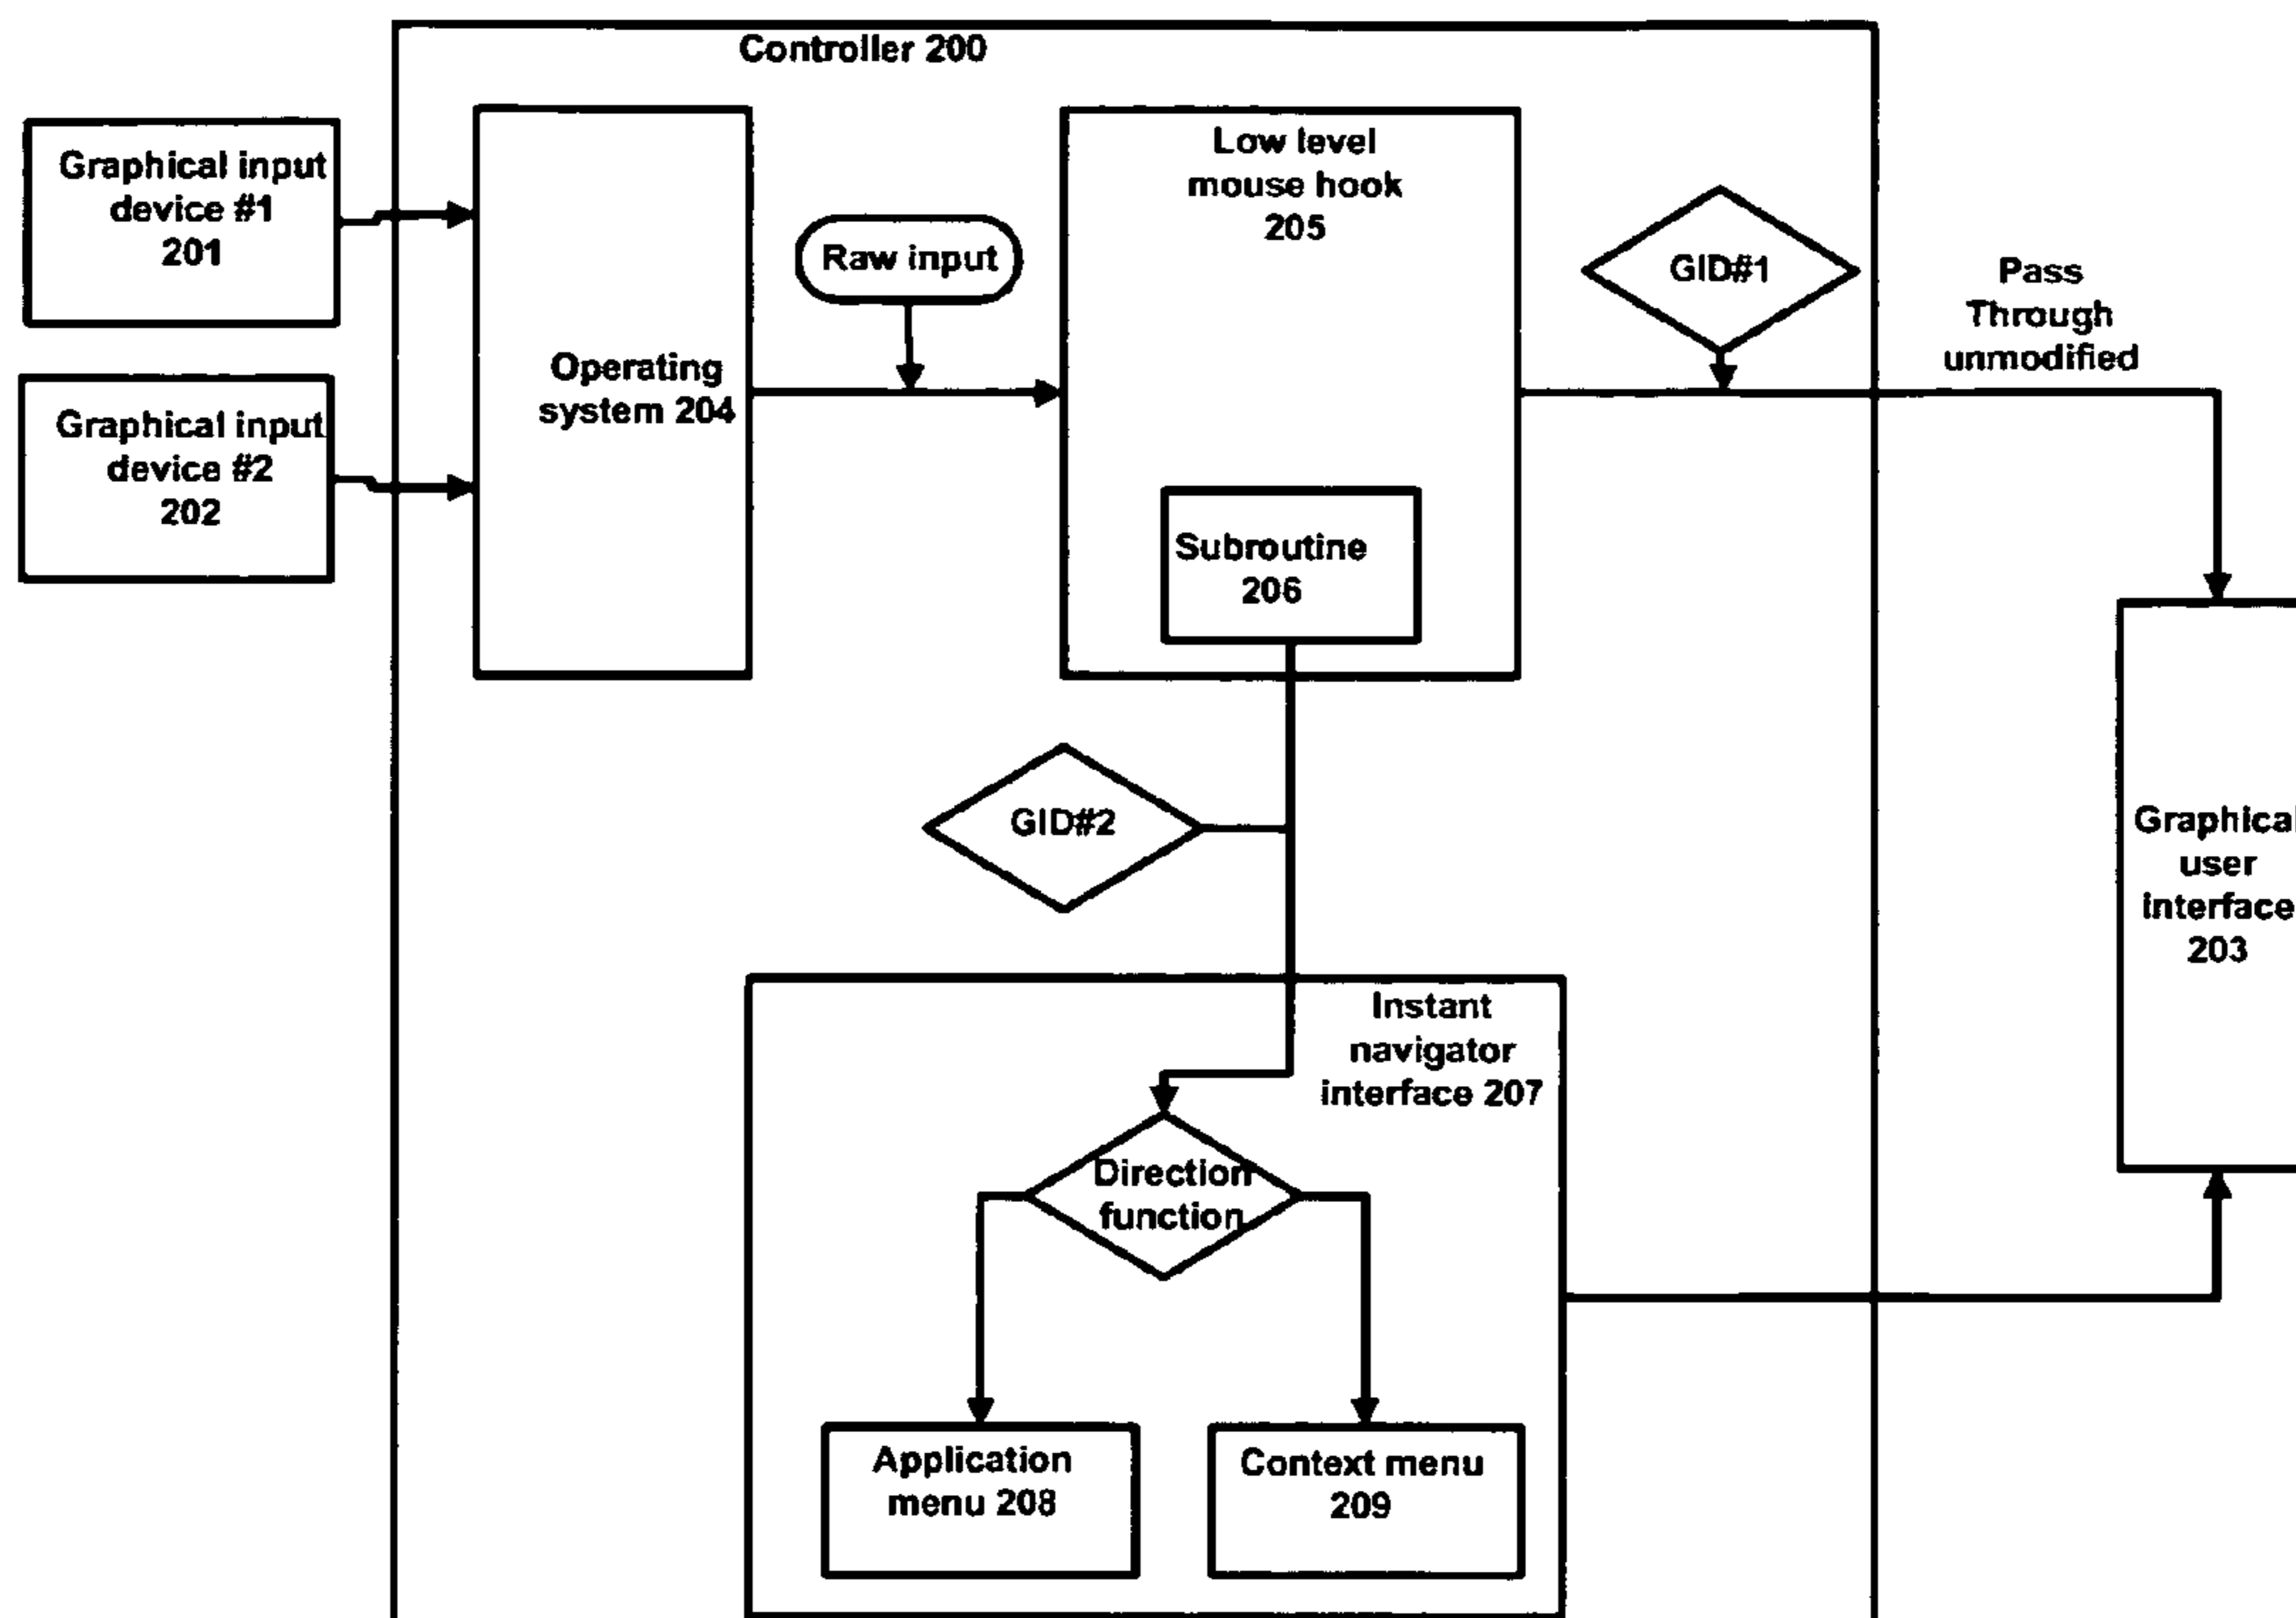 Controller 200
Graphical input
device #1
201
Graphical input
device #2
202
Operating
system 204
Raw input
Low level
mouse hook
205
Subroutine
206
GID#1
Pass
Through
unmodified
GID#2
Graphical
user
interface
203
Instant
navigator
interface 207
Direction
function
Application
menu 208
Context menu
209